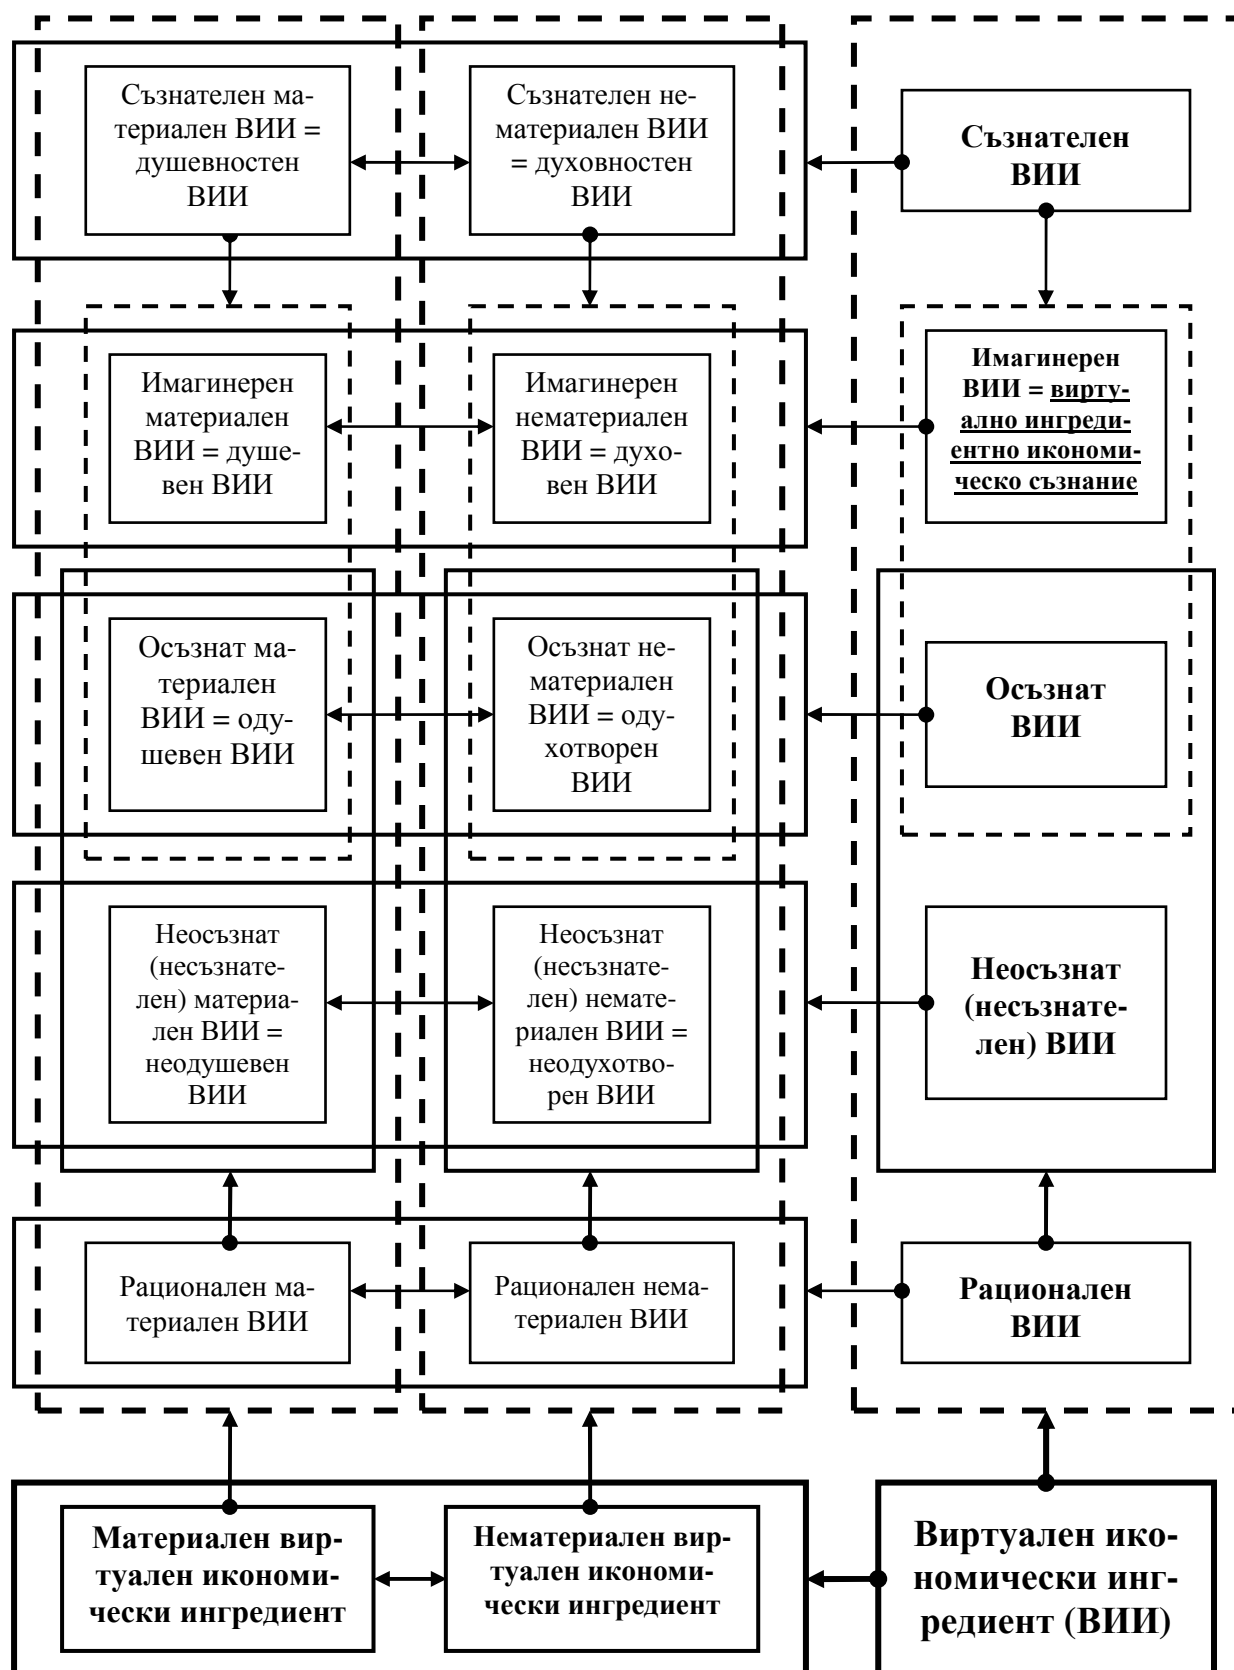 Съзнателен ма-
териален ВИИ =
душевностен
ВИИ
Съзнателен не-
материален ВИИ
= духовностен
ВИИ
Съзнателен
ВИИ
Имагинерен
материален
ВИИ = душе-
вен ВИИ
Имагинерен
нематериален
ВИИ = духо-
вен ВИИ
Имагинерен
ВИИ = вирту-
ално ингреди-
ентно икономи-
ческо съзнание
Осъзнат ма-
териален
ВИИ = оду-
шевен ВИИ
Осъзнат не-
материален
ВИИ = оду-
хотворен
ВИИ
Осъзнат
ВИИ
Неосъзнат
(несъзнате-
лен) материа-
лен ВИИ =
неодушевен
ВИИ
Неосъзнат
(несъзнате-
лен) немате-
риален ВИИ =
неодухотво-
рен ВИИ
Неосъзнат
(несъзнате-
лен) ВИИ
Рационален ма-
териален ВИИ
Рационален нема-
териален ВИИ
Рационален
ВИИ
Материален вир-
туален икономи-
чески ингредиент
Нематериален вир-
туален икономи-
чески ингредиент
Виртуален ико-
номически инг-
редиент (ВИИ)